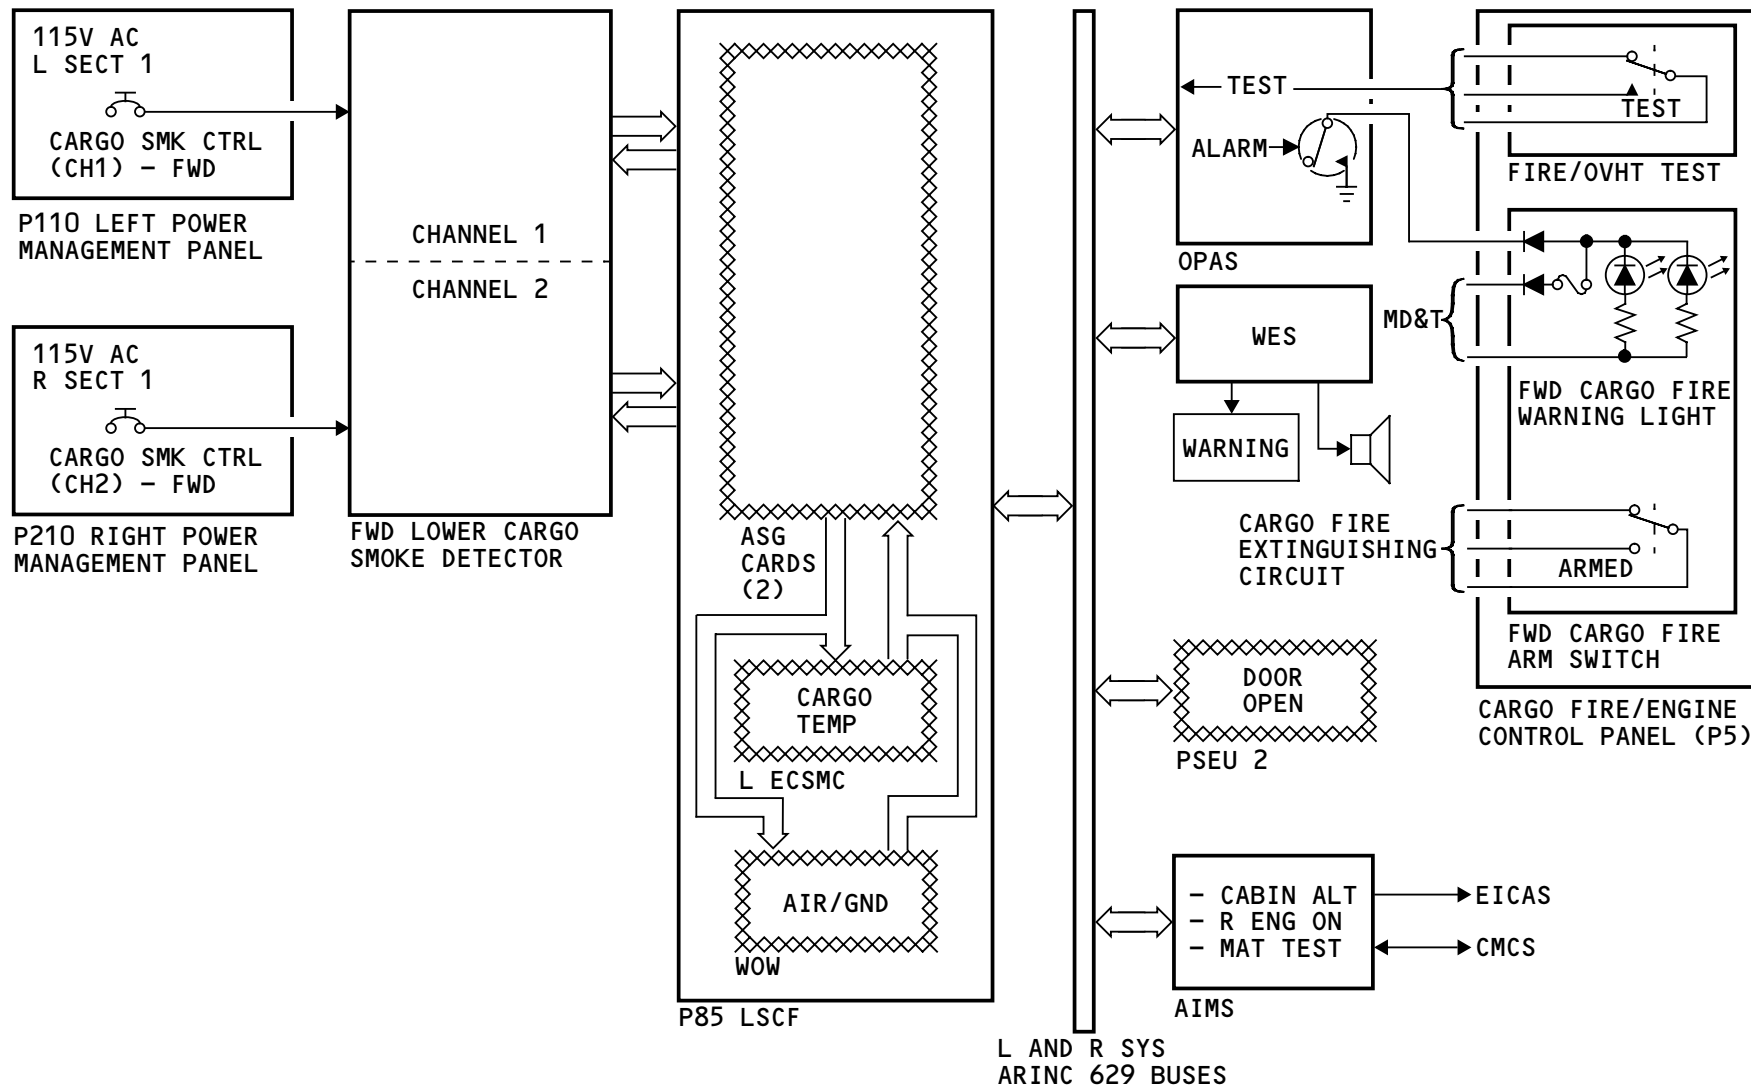 115V AC
L SECT 1
CARGO SMK CTRL
(CH1) – FWD
P110 LEFT POWER
MANAGEMENT PANEL
115V AC
R SECT 1
CARGO SMK CTRL
(CH2) – FWD
P210 RIGHT POWER
MANAGEMENT PANEL
CHANNEL 1
CHANNEL 2
FWD LOWER CARGO
SMOKE DETECTOR
ASG
CARDS
(2)
CARGO
TEMP
L ECSMC
AIR/GND
WOW
P85 LSCF
L AND R SYS
ARINC 629 BUSES
TEST
ALARM
OPAS
WES
WARNING
DOOR
OPEN
PSEU 2
– CABIN ALT
– R ENG ON
– MAT TEST
AIMS
EICAS
CMCS
TEST
FIRE/OVHT TEST
MD&T
FWD CARGO FIRE
WARNING LIGHT
CARGO FIRE
EXTINGUISHING
CIRCUIT
ARMED
FWD CARGO FIRE
ARM SWITCH
CARGO FIRE/ENGINE
CONTROL PANEL (P5)